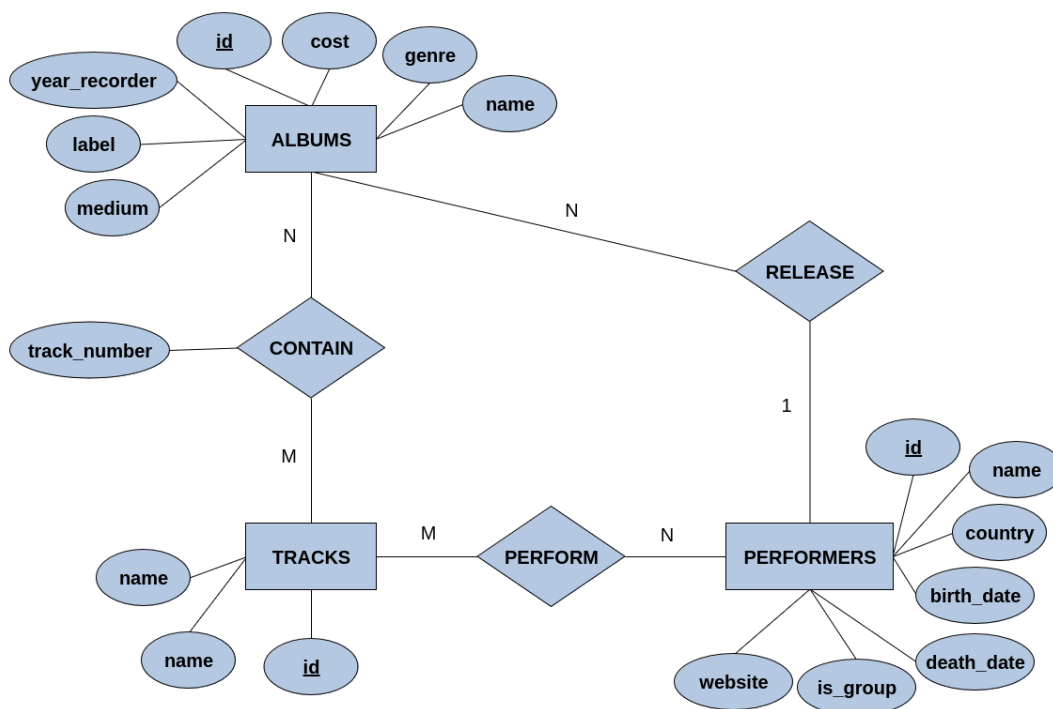 id
cost
genre
year_recorder
name
label
ALBUMS
medium
N
N
RELEASE
track_number
CONTAIN
1
M
id
name
country
M
N
TRACKS
PERFORM
PERFORMERS
name
birth_date
name
id
website
is_group
death_date